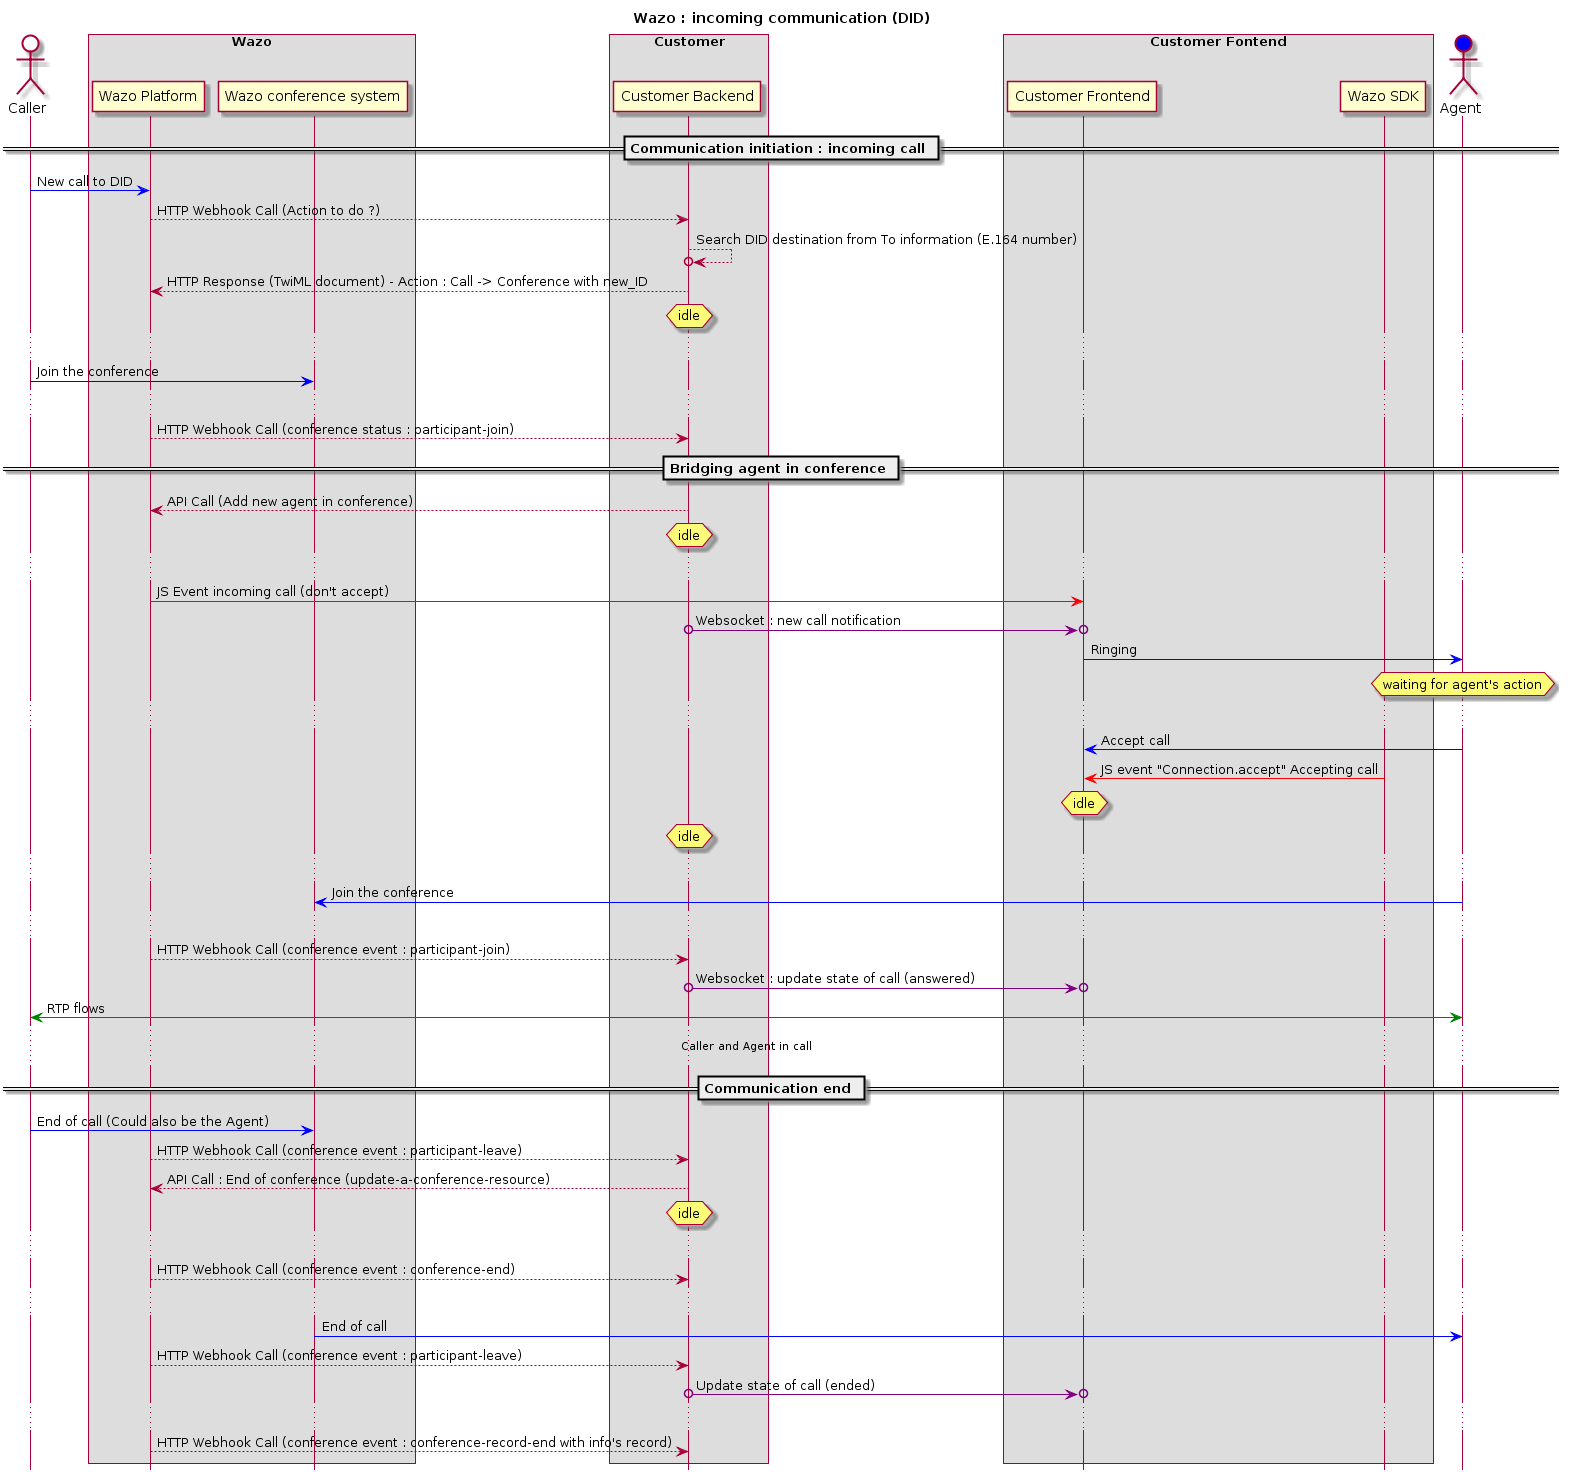 Wazo : incoming communication (DID)
Wazo
Customer
Customer Fontend
Caller
Wazo Platform
Wazo conference system
Customer Backend
Customer Frontend
Wazo SDK
Agent
Communication initiation : incoming call
New call to DID
HTTP Webhook Call (Action to do ?)
Search DID destination from To information (E.164 number)
HTTP Response (TwiML document) - Action : Call -> Conference with new_ID
idle
Join the conference
HTTP Webhook Call (conference status : participant-join)
Bridging agent in conference
API Call (Add new agent in conference)
idle
JS Event incoming call (don't accept)
Websocket : new call notification
Ringing
waiting for agent's action
Accept call
JS event "Connection.accept" Accepting call
idle
idle
Join the conference
HTTP Webhook Call (conference event : participant-join)
Websocket : update state of call (answered)
RTP flows
Caller and Agent in call
Communication end
End of call (Could also be the Agent)
HTTP Webhook Call (conference event : participant-leave)
API Call : End of conference (update-a-conference-resource)
idle
HTTP Webhook Call (conference event : conference-end)
End of call
HTTP Webhook Call (conference event : participant-leave)
Update state of call (ended)
HTTP Webhook Call (conference event : conference-record-end with info's record)